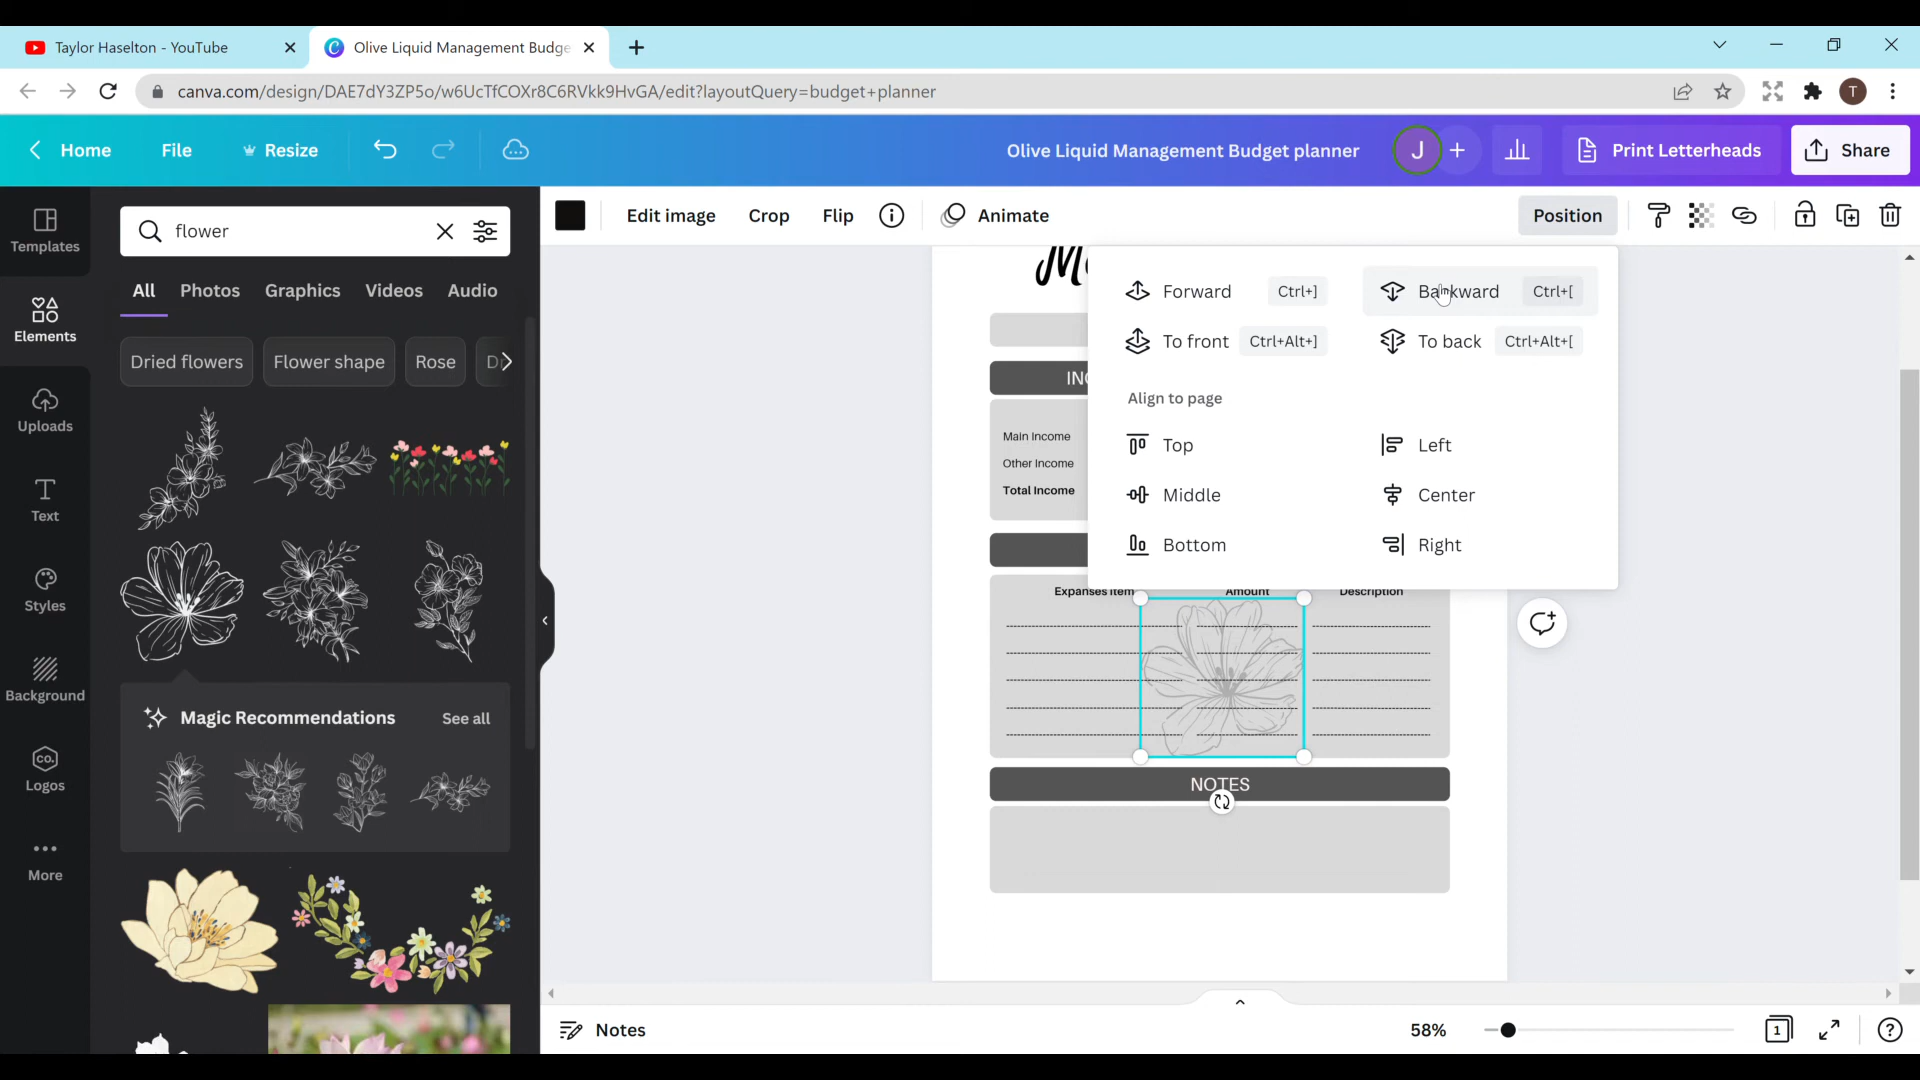 Taylor Haselton - YouTube
Olive Liquid Management Budge
canva.com/design/DAE7dY3ZP5o/w6UcTfCOXr8C6RVkk9HvGA/edit?layoutQuery=budget+planner
T
Home
File
Resize
Olive Liquid Management Budget planner
J
Print Letterheads
Share
Templates
Elements
Uploads
Text
Styles
Background
CO.
Logos
More
flower
All
Photos
Graphics
Videos
Audio
Dried flowers
Flower shape
Rose
Magic Recommendations
See all
Edit image
Crop
Flip
Animate
Position
Forward
Ctrl+]
Backward
Ctrl+[
To front
Ctrl+Alt+]
To back
Ctrl+Alt+[
Align to page
Top
Left
Middle
Center
Bottom
Right
Main Income
Other Income
Total Income
Expanses item
Amount
Description
NOTES
Notes
58%
1